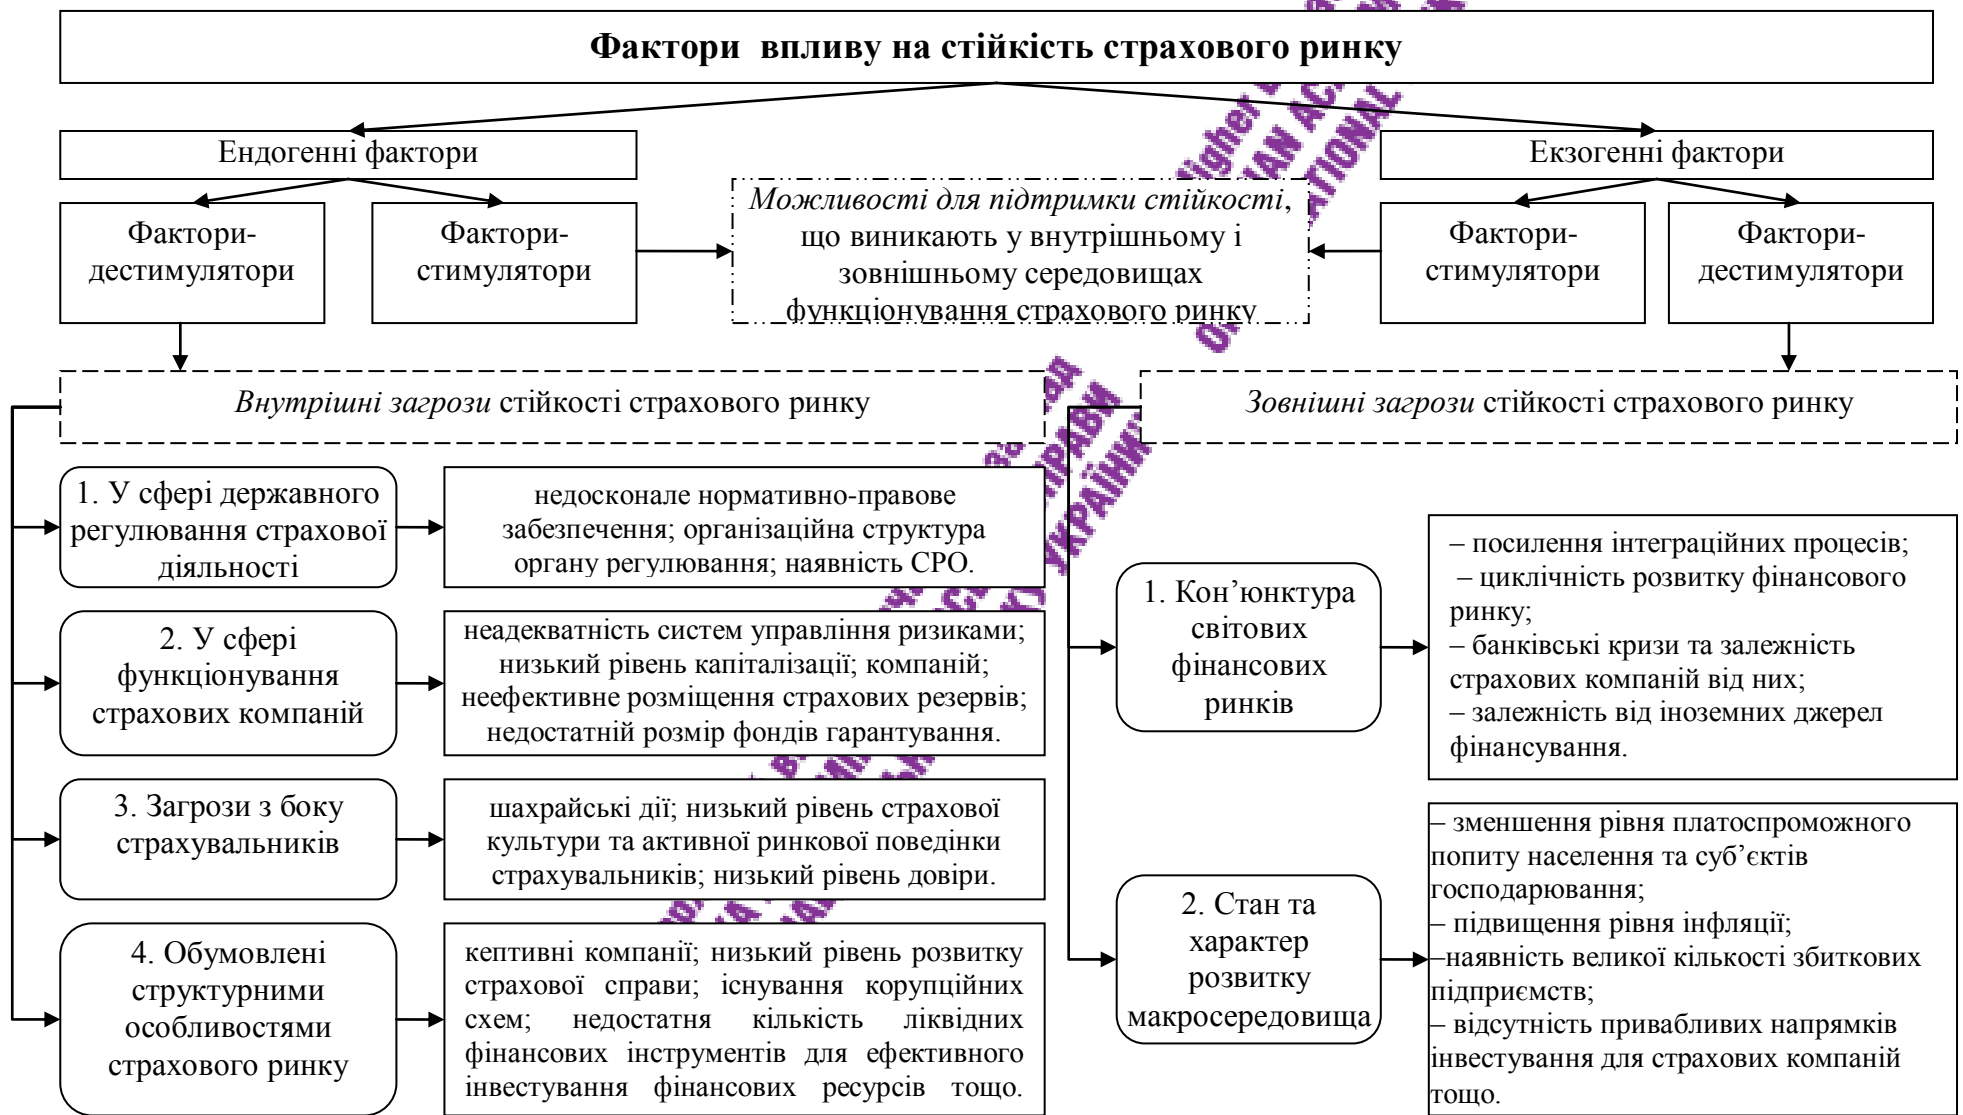 Фактори впливу на стійкість страхового ринку
Ендогенні фактори
Екзогенні фактори
Фактори-
дестимулятори
Фактори-
стимулятори
Можливості для підтримки стійкості,
що виникають у внутрішньому і
зовнішньому середовищах
функціонування страхового ринку
Фактори-
стимулятори
Фактори-
дестимулятори
Внутрішні загрози стійкості страхового ринку
1. У сфері державного
регулювання страхової
діяльності
недосконале нормативно-правове
забезпечення; організаційна структура
органу регулювання; наявність СРО.
2. У сфері
функціонування
страхових компаній
неадекватність систем управління ризиками;
низький рівень капіталізації; компаній;
неефективне розміщення страхових резервів;
недостатній розмір фондів гарантування.
3. Загрози з боку
страхувальників
шахрайські дії; низький рівень страхової
культури та активної ринкової поведінки
страхувальників; низький рівень довіри.
4. Обумовлені
структурними
особливостями
страхового ринку
кептивні компанії; низький рівень розвитку
страхової справи; існування корупційних
схем; недостатня кількість ліквідних
фінансових інструментів для ефективного
інвестування фінансових ресурсів тощо.
Зовнішні загрози стійкості страхового ринку
1. Кон’юнктура
світових
фінансових
ринків
– посилення інтеграційних процесів;
– циклічність розвитку фінансового
ринку;
– банківські кризи та залежність
страхових компаній від них;
– залежність від іноземних джерел
фінансування.
2. Стан та
характер
розвитку
макросередовища
– зменшення рівня платоспроможного
попиту населення та суб’єктів
господарювання;
– підвищення рівня інфляції;
–наявність великої кількості збиткових
підприємств;
– відсутність привабливих напрямків
інвестування для страхових компаній
тощо.